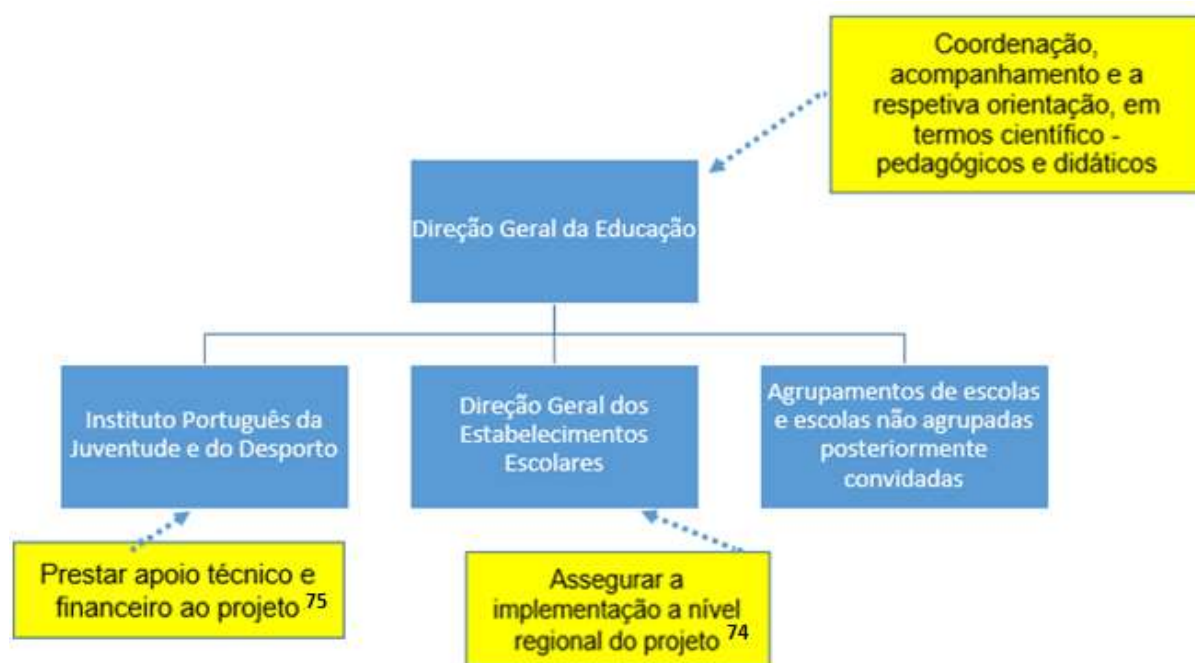 Coordenação,
acompanhamento e a
respetiva orientação, em
termos científico -
pedagógicos e didáticos
Direção Geral da Educação
Instituto Português da
Juventude e do Desporto
Direção Geral dos
Estabelecimentos
Escolares
Agrupamentos de escolas
e escolas não agrupadas
posteriormente
convidadas
Prestar apoio técnico e
financeiro ao projeto 75
Assegurar a
implementação a nível
regional do projeto 74